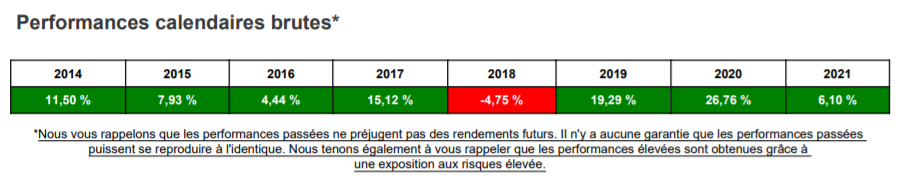 Performances calendaires brutes*
2014 2015 2016 2017 2018 2019 2020 2021
11,50 % 7,93 % 4,44 % 15,12 % -4,75 % 19,29 % 26,76 % 6,10 %
*Nous vous rappelons que les performances passées ne préjugent pas des rendements futurs. Il n'y a aucune garantie que les performances passées
puissent se reproduire à l'identique. Nous tenons également à vous rappeler que les performances élevées sont obtenues grâce à
une exposition aux risques élevée.